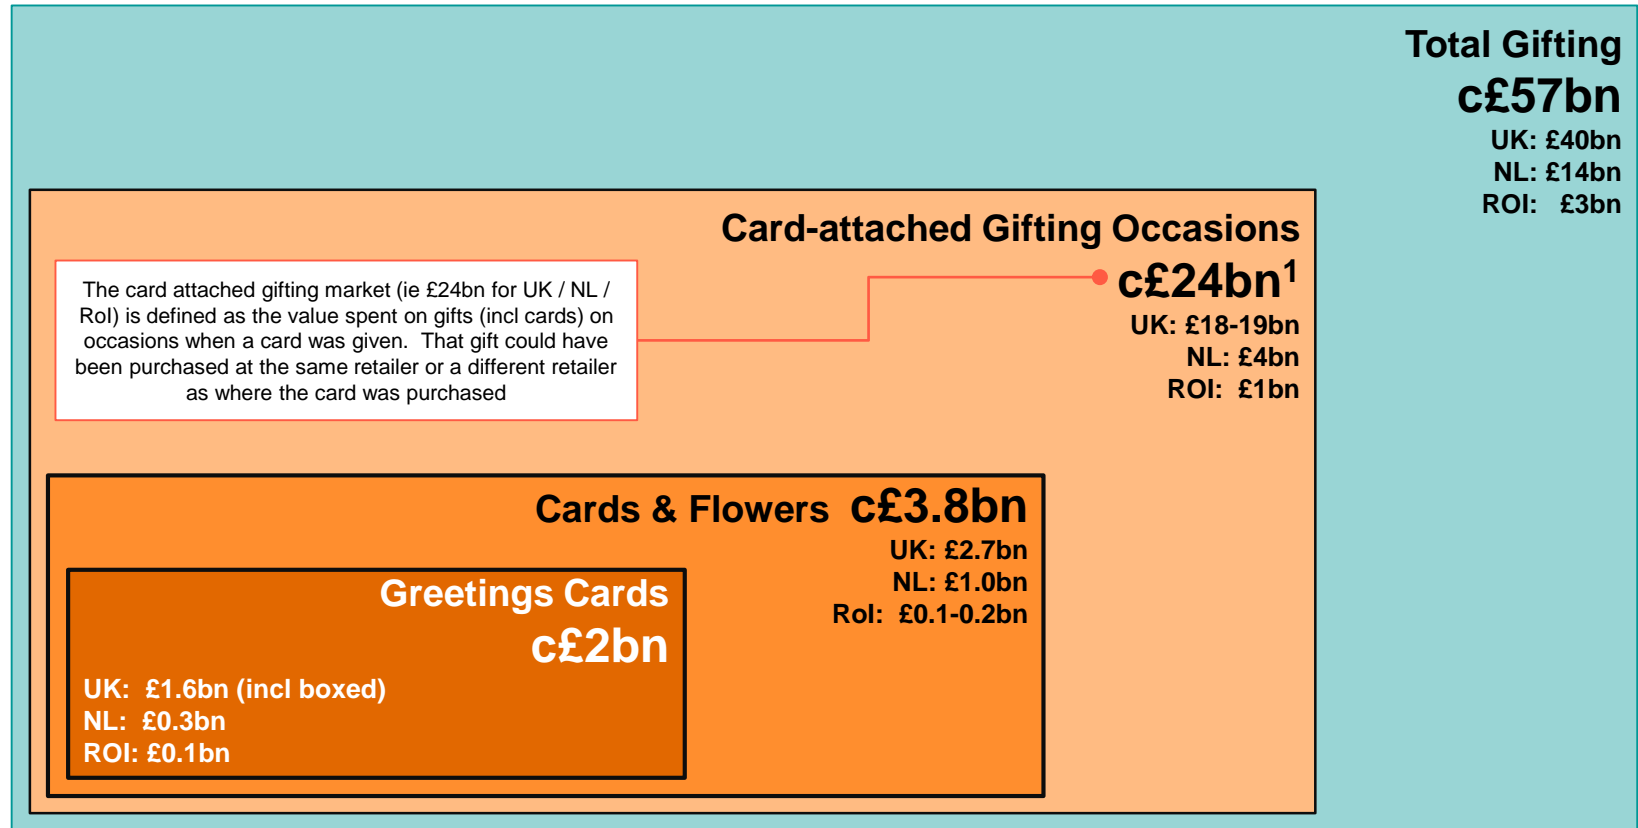 Total Gifting
c£57bn
UK: £40bn
NL: £14bn
ROI: £3bn
Card-attached Gifting Occasions
c£24bn¹
UK: £18-19bn
NL: £4bn
ROI: £1bn
The card attached gifting market (ie £24bn for UK / NL /
RoI) is defined as the value spent on gifts (incl cards) on
occasions when a card was given. That gift could have
been purchased at the same retailer or a different retailer
as where the card was purchased
Cards & Flowers c£3.8bn
UK: £2.7bn
NL: £1.0bn
RoI: £0.1-0.2bn
Greetings Cards
c£2bn
UK: £1.6bn (incl boxed)
NL: £0.3bn
ROI: £0.1bn